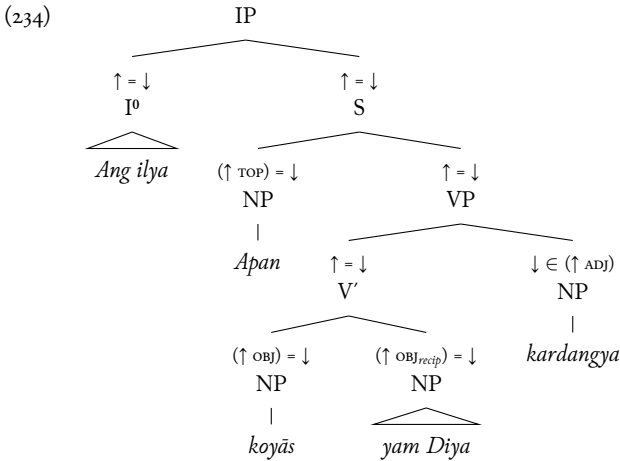 (234) IP
↑ = ↓ ↑ = ↓
I⁰ S
Ang ilya (↑ TOP) = ↓ ↑ = ↓
NP VP
Apan ↑ = ↓ ↓ ∈ (↑ ADJ)
V′ NP
(↑ OBJ) = ↓ (↑ OBJrecip) = ↓ kardangya
NP NP
koyās yam Diya